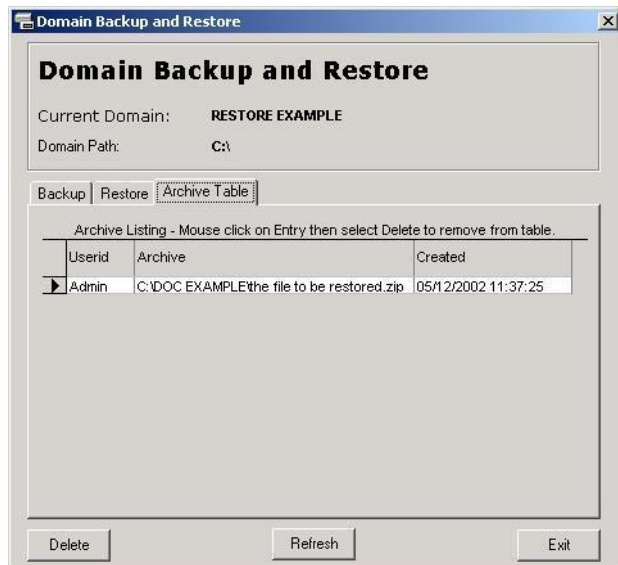 Domain Backup and Restore
Domain Backup and Restore
Current Domain: RESTORE EXAMPLE
Domain Path: C:\
Backup Restore Archive Table
Archive Listing - Mouse click on Entry then select Delete to remove from table.
Userid Archive Created
Admin C:\DOC EXAMPLE\the file to be restored.zip 05/12/2002 11:37:25
Delete Refresh Exit